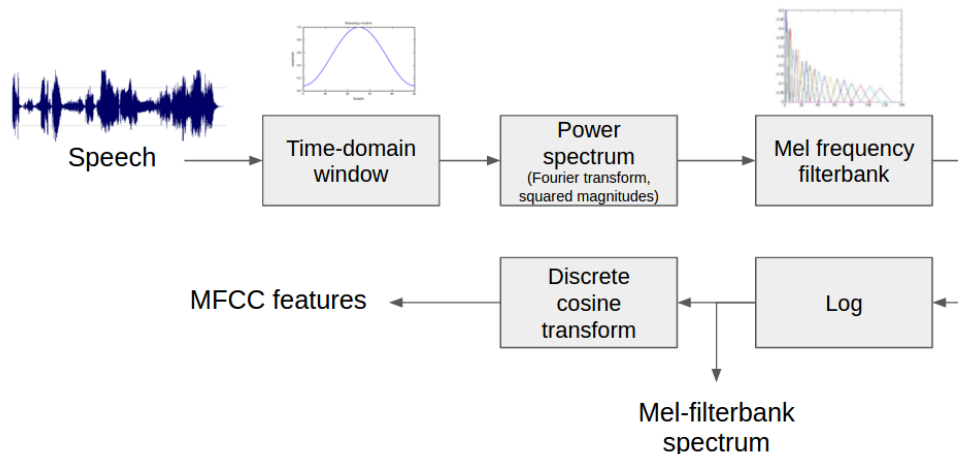 Speech
Time-domain
window
Power
spectrum
(Fourier transform,
squared magnitudes)
Mel frequency
filterbank
MFCC features
Discrete
cosine
transform
Log
Mel-filterbank
spectrum